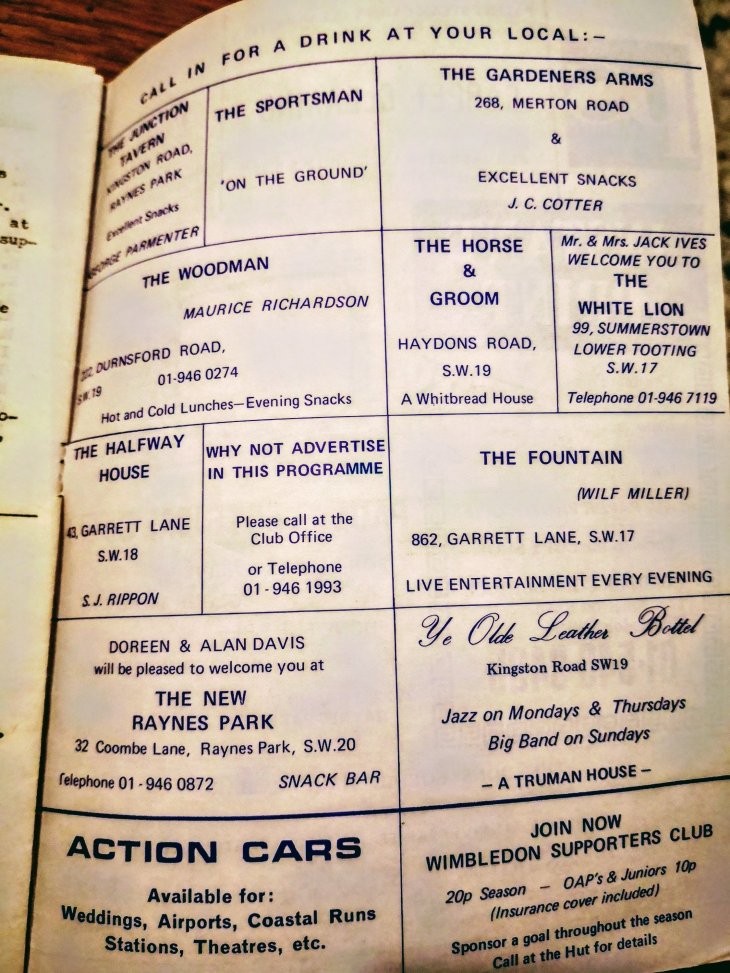 s
r.
at
sup-
e
o-
CALL IN FOR A DRINK AT YOUR LOCAL:–
THE JUNCTION
TAVERN
KINGSTON ROAD,
RAYNES PARK
Excellent Snacks
GEORGE PARMENTER
THE SPORTSMAN
'ON THE GROUND'
THE GARDENERS ARMS
268, MERTON ROAD
&
EXCELLENT SNACKS
J. C. COTTER
THE WOODMAN
MAURICE RICHARDSON
DURNSFORD ROAD,
S.W.19
01-946 0274
Hot and Cold Lunches—Evening Snacks
THE HORSE
&
GROOM
HAYDONS ROAD,
S.W.19
A Whitbread House
Mr. & Mrs. JACK IVES
WELCOME YOU TO
THE
WHITE LION
99, SUMMERSTOWN
LOWER TOOTING
S.W.17
Telephone 01-946 7119
THE HALFWAY
HOUSE
GARRETT LANE
S.W.18
S.J. RIPPON
WHY NOT ADVERTISE
IN THIS PROGRAMME
Please call at the
Club Office
or Telephone
01-946 1993
THE FOUNTAIN
(WILF MILLER)
862, GARRETT LANE, S.W.17
LIVE ENTERTAINMENT EVERY EVENING
DOREEN & ALAN DAVIS
will be pleased to welcome you at
THE NEW
RAYNES PARK
32 Coombe Lane, Raynes Park, S.W.20
Telephone 01-946 0872 SNACK BAR
Ye Olde Leather Bottel
Kingston Road SW19
Jazz on Mondays & Thursdays
Big Band on Sundays
– A TRUMAN HOUSE –
ACTION CARS
Available for:
Weddings, Airports, Coastal Runs
Stations, Theatres, etc.
JOIN NOW
WIMBLEDON SUPPORTERS CLUB
20p Season – OAP's & Juniors 10p
(Insurance cover included)
Sponsor a goal throughout the season
Call at the Hut for details